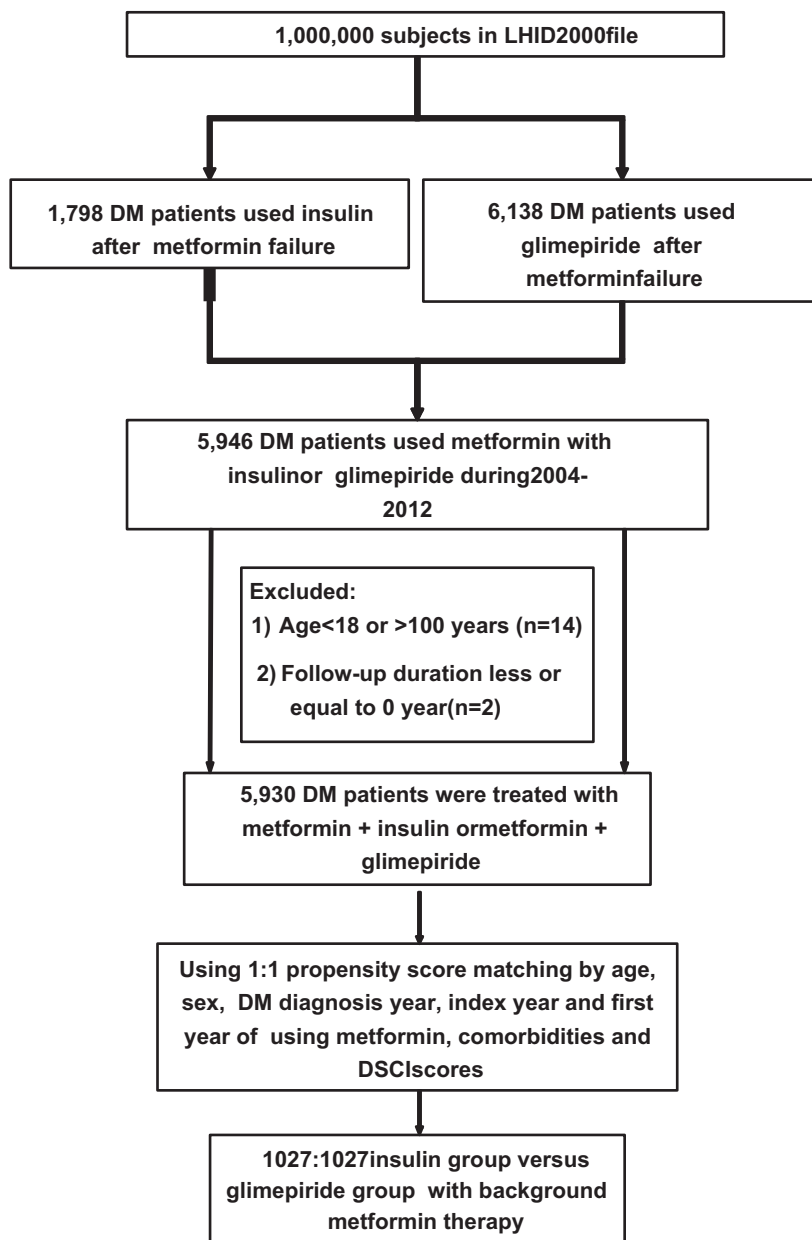 1,000,000 subjects in LHID2000file
1,798 DM patients used insulin
after metformin failure
6,138 DM patients used
glimepiride after
metforminfailure
5,946 DM patients used metformin with
insulinor glimepiride during2004-
2012
Excluded:
1) Age<18 or >100 years (n=14)
2) Follow-up duration less or
equal to 0 year(n=2)
5,930 DM patients were treated with
metformin + insulin ormetformin +
glimepiride
Using 1:1 propensity score matching by age,
sex, DM diagnosis year, index year and first
year of using metformin, comorbidities and
DSCIscores
1027:1027insulin group versus
glimepiride group with background
metformin therapy